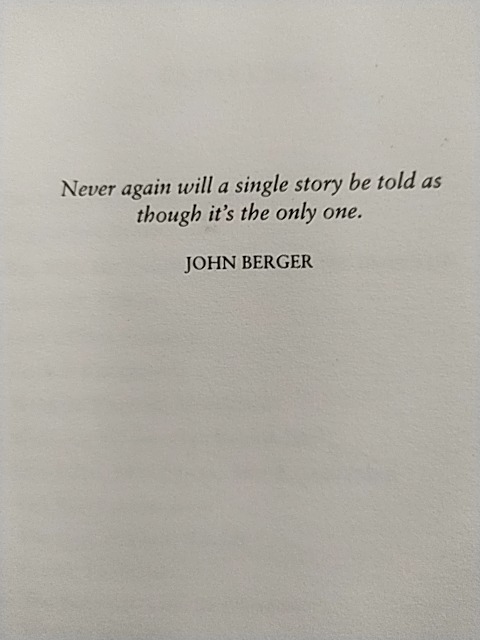 Never again will a single story be told as
though it's the only one.
JOHN BERGER